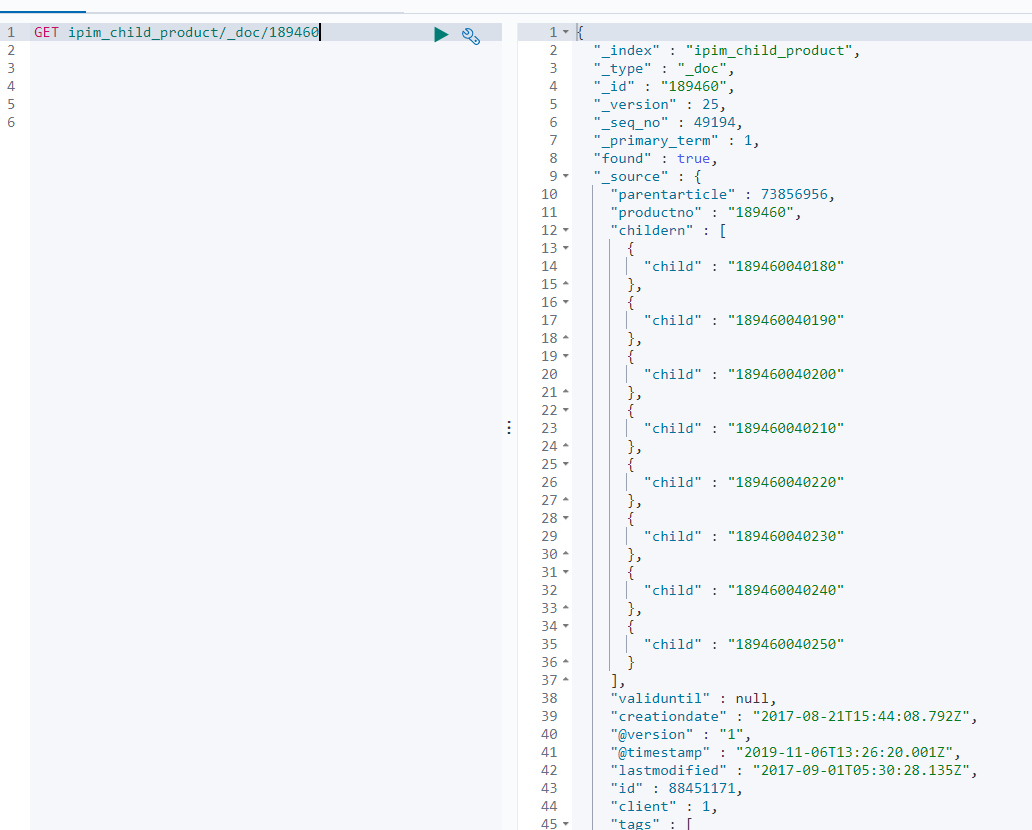 1 GET ipim_child_product/_doc/189460
2
3
4
5
6
1 {
2 "_index" : "ipim_child_product",
3 "_type" : "_doc",
4 "_id" : "189460",
5 "_version" : 25,
6 "_seq_no" : 49194,
7 "_primary_term" : 1,
8 "found" : true,
9 "_source" : {
10 "parentarticle" : 73856956,
11 "productno" : "189460",
12 "childern" : [
13 {
14 "child" : "189460040180"
15 },
16 {
17 "child" : "189460040190"
18 },
19 {
20 "child" : "189460040200"
21 },
22 {
23 "child" : "189460040210"
24 },
25 {
26 "child" : "189460040220"
27 },
28 {
29 "child" : "189460040230"
30 },
31 {
32 "child" : "189460040240"
33 },
34 {
35 "child" : "189460040250"
36 }
37 ],
38 "validuntil" : null,
39 "creationdate" : "2017-08-21T15:44:08.792Z",
40 "@version" : "1",
41 "@timestamp" : "2019-11-06T13:26:20.001Z",
42 "lastmodified" : "2017-09-01T05:30:28.135Z",
43 "id" : 88451171,
44 "client" : 1,
45 "tags" : [